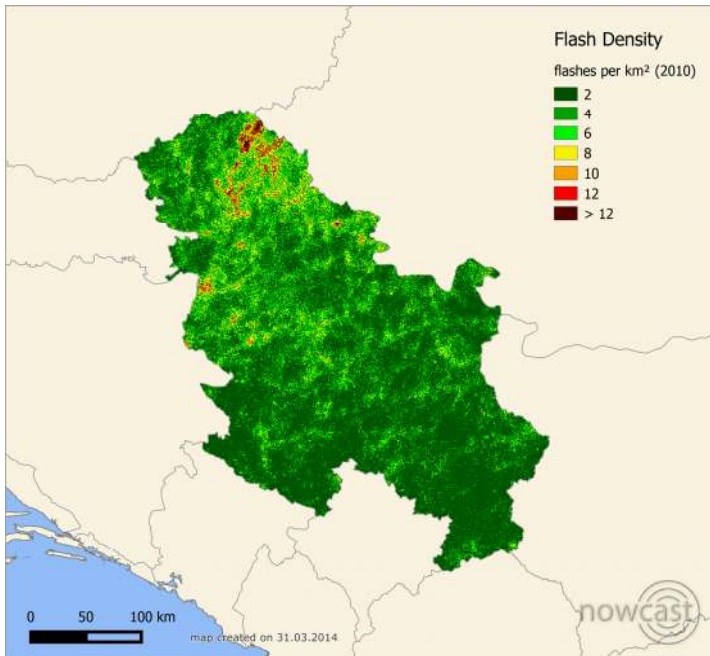 Flash Density
flashes per km² (2010)
2
4
6
8
10
12
> 12
0 50 100 km
map created on 31.03.2014
nowcast